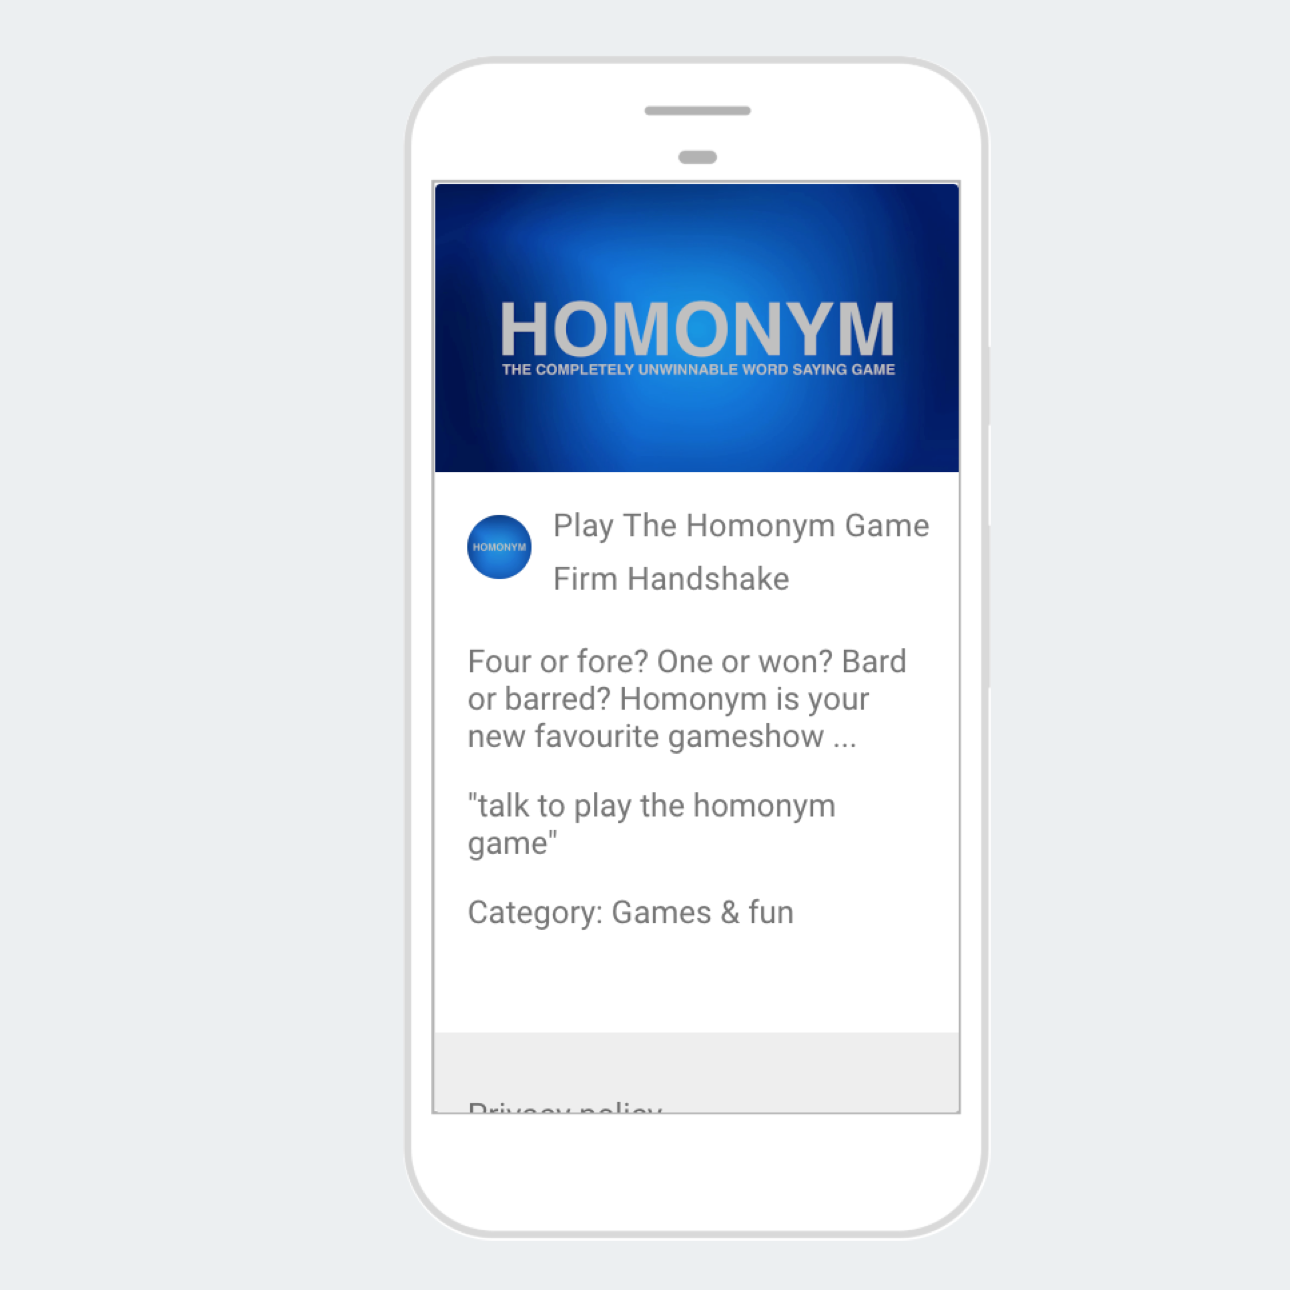 HOMONYM
THE COMPLETELY UNWINNABLE WORD SAYING GAME
HOMONYM
Play The Homonym Game
Firm Handshake
Four or fore? One or won? Bard
or barred? Homonym is your
new favourite gameshow ...
"talk to play the homonym
game"
Category: Games & fun
Privacy policy